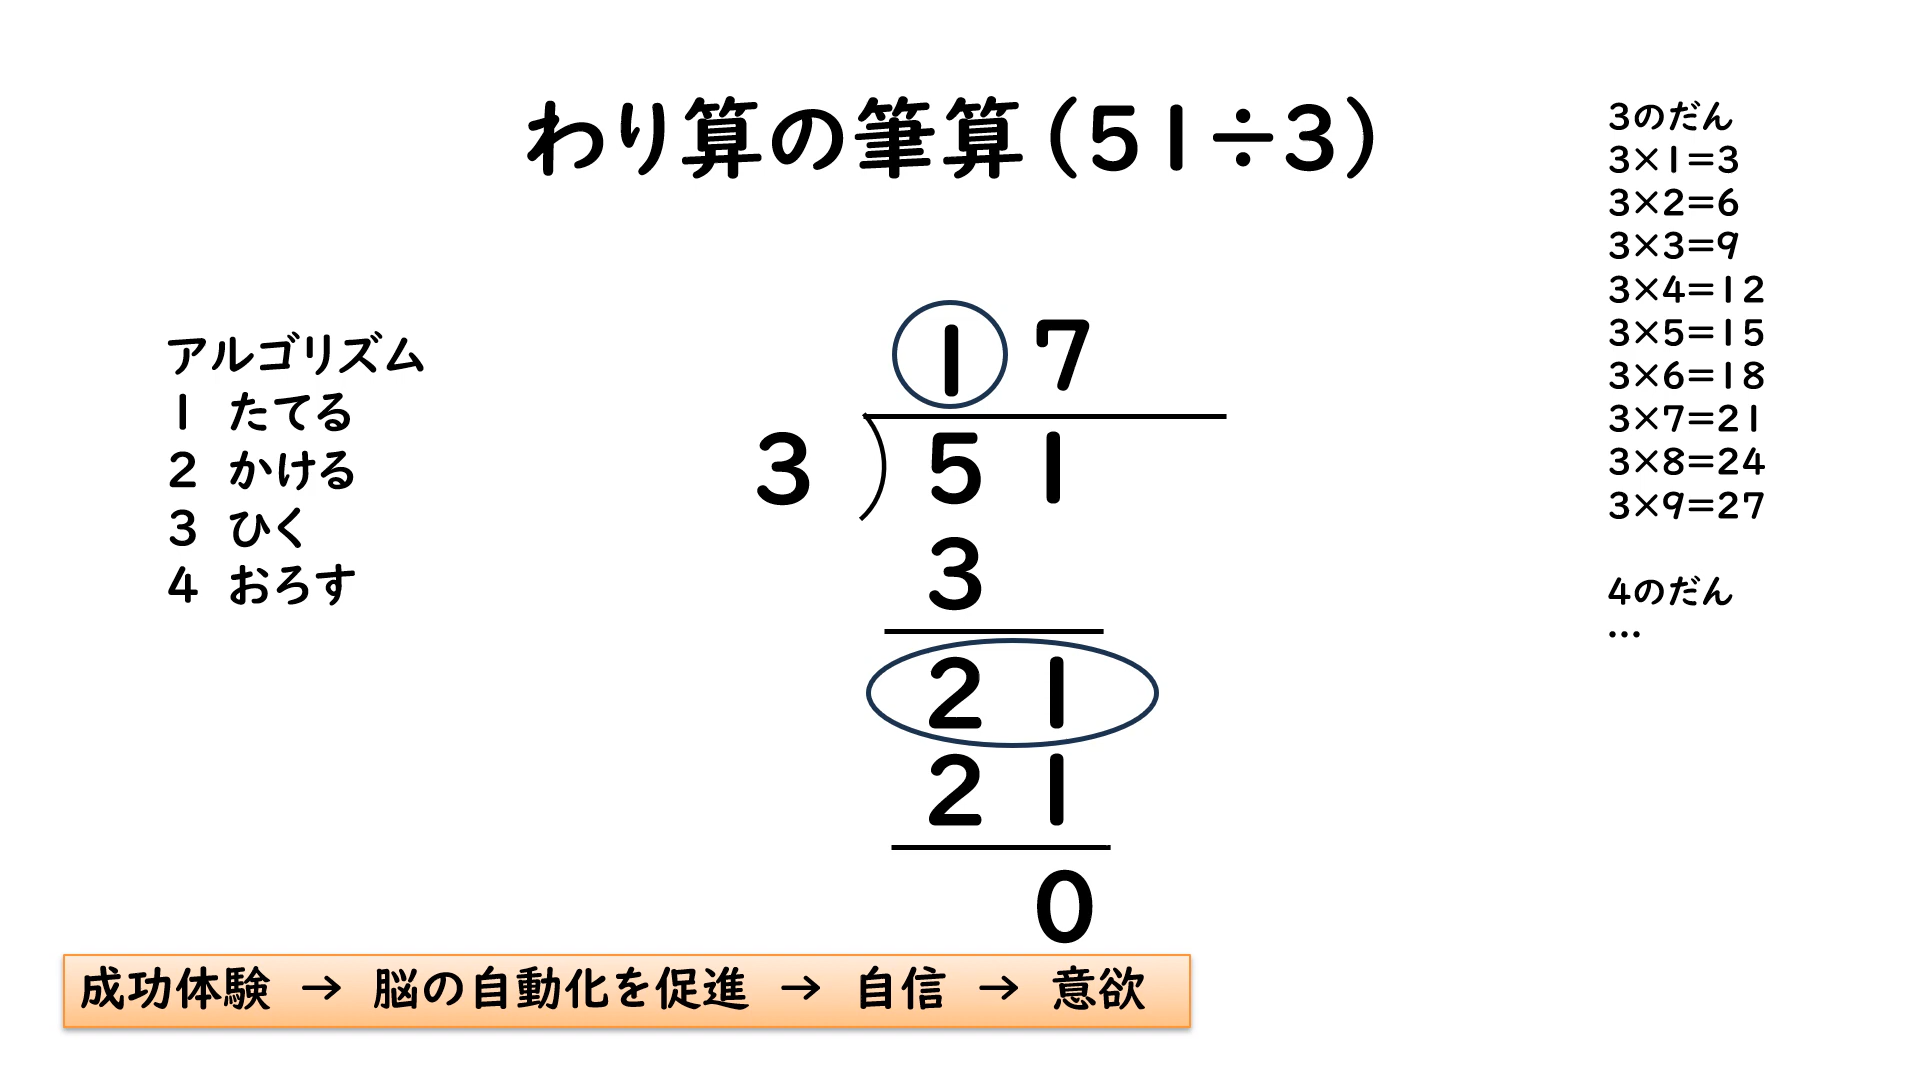 わり算の筆算(51÷3)
アルゴリズム
1 たてる
2 かける
3 ひく
4 おろす
1 7
3 ) 5 1
3
2 1
2 1
0
3のだん
3×1=3
3×2=6
3×3=9
3×4=12
3×5=15
3×6=18
3×7=21
3×8=24
3×9=27
4のだん
…
成功体験 → 脳の自動化を促進 → 自信 → 意欲